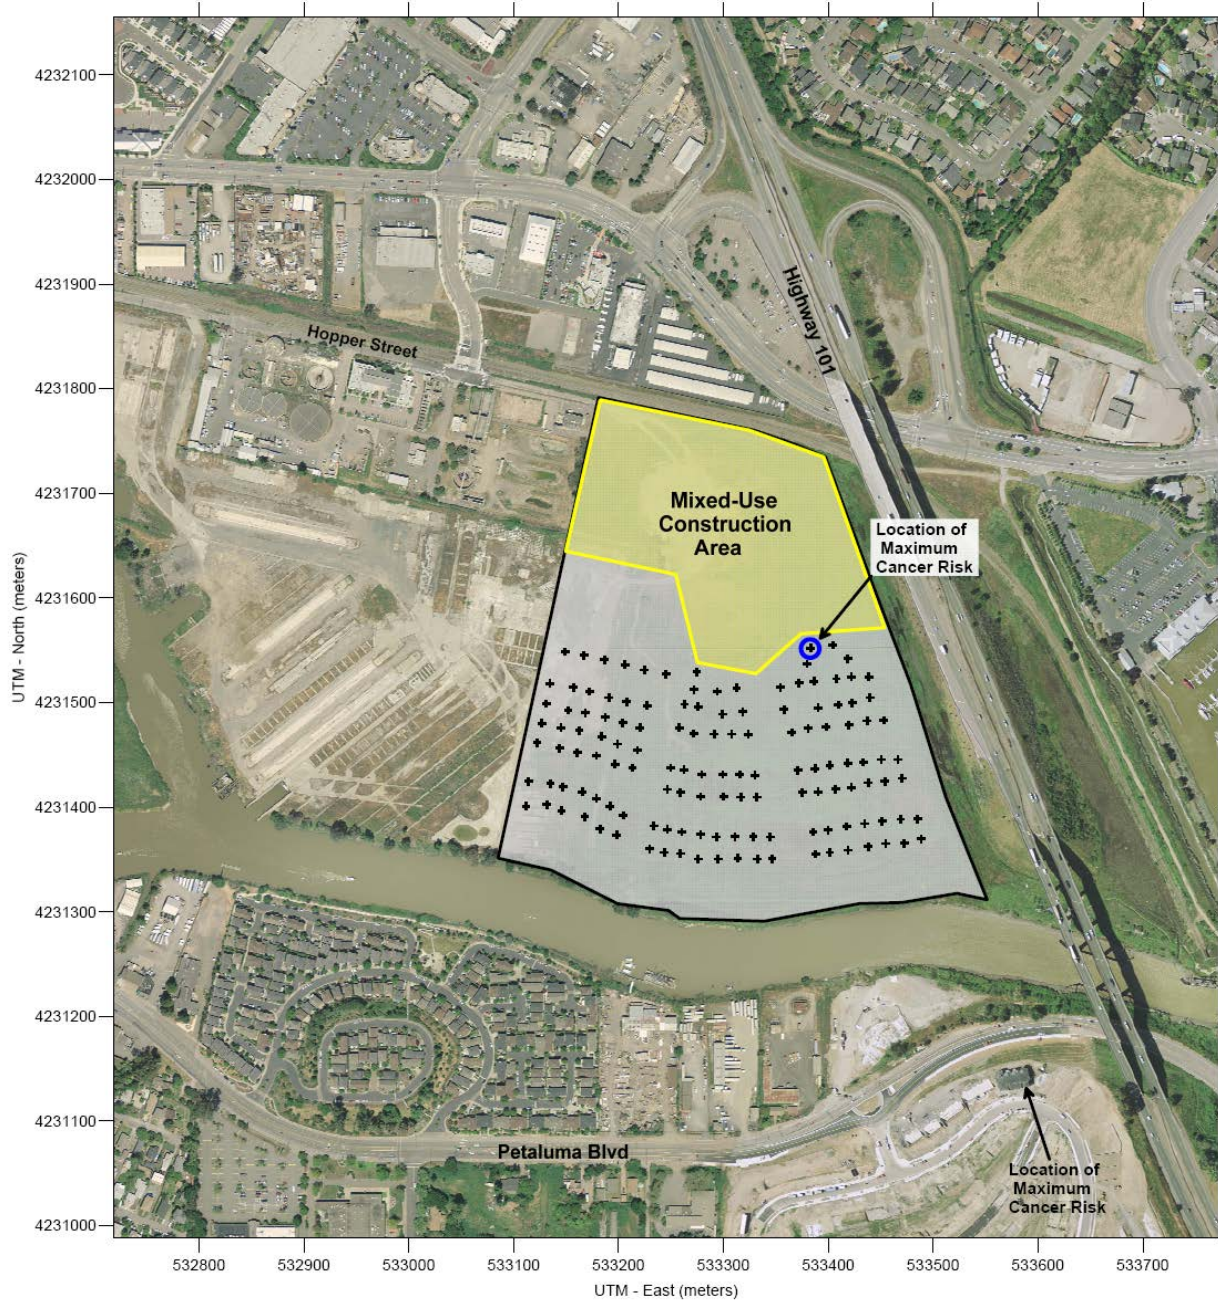 4232100
4232000
4231900
4231800
4231700
4231600
4231500
4231400
4231300
4231200
4231100
4231000
UTM - North (meters)
Hopper Street
Highway 101
Mixed-Use
Construction
Area
Location of
Maximum
Cancer Risk
Petaluma Blvd
Location of
Maximum
Cancer Risk
532800 532900 533000 533100 533200 533300 533400 533500 533600 533700
UTM - East (meters)